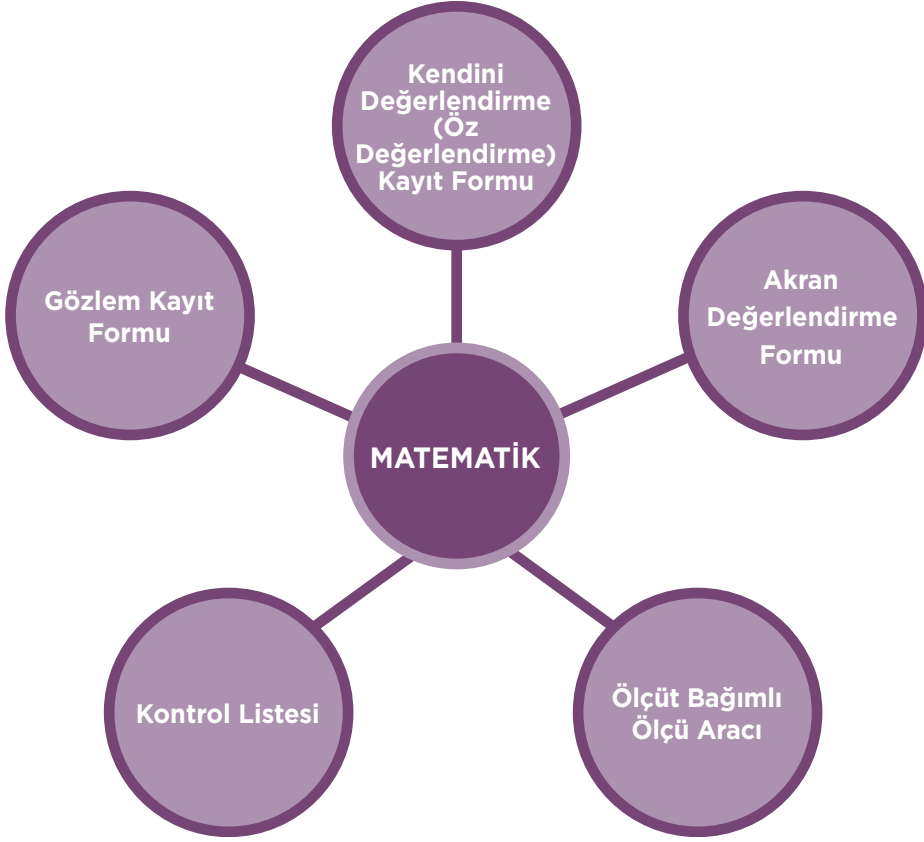 Kendini
Değerlendirme
(Öz
Değerlendirme)
Kayıt Formu
Gözlem Kayıt
Formu
Akran
Değerlendirme
Formu
MATEMATİK
Kontrol Listesi
Ölçüt Bağımlı
Ölçü Aracı